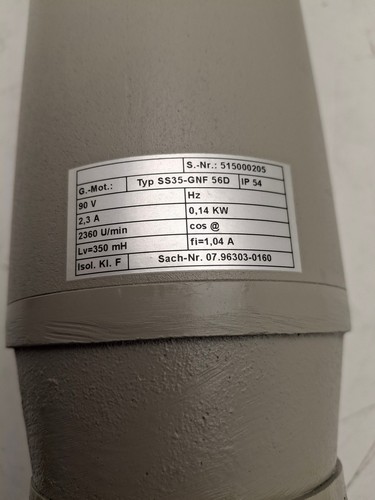 S.-Nr.: 515000205
G.-Mot.: Typ SS35-GNF 56D IP 54
90 V Hz
2,3 A 0,14 KW
2360 U/min cos @
Lv=350 mH fi=1,04 A
Isol. Kl. F Sach-Nr. 07.96303-0160